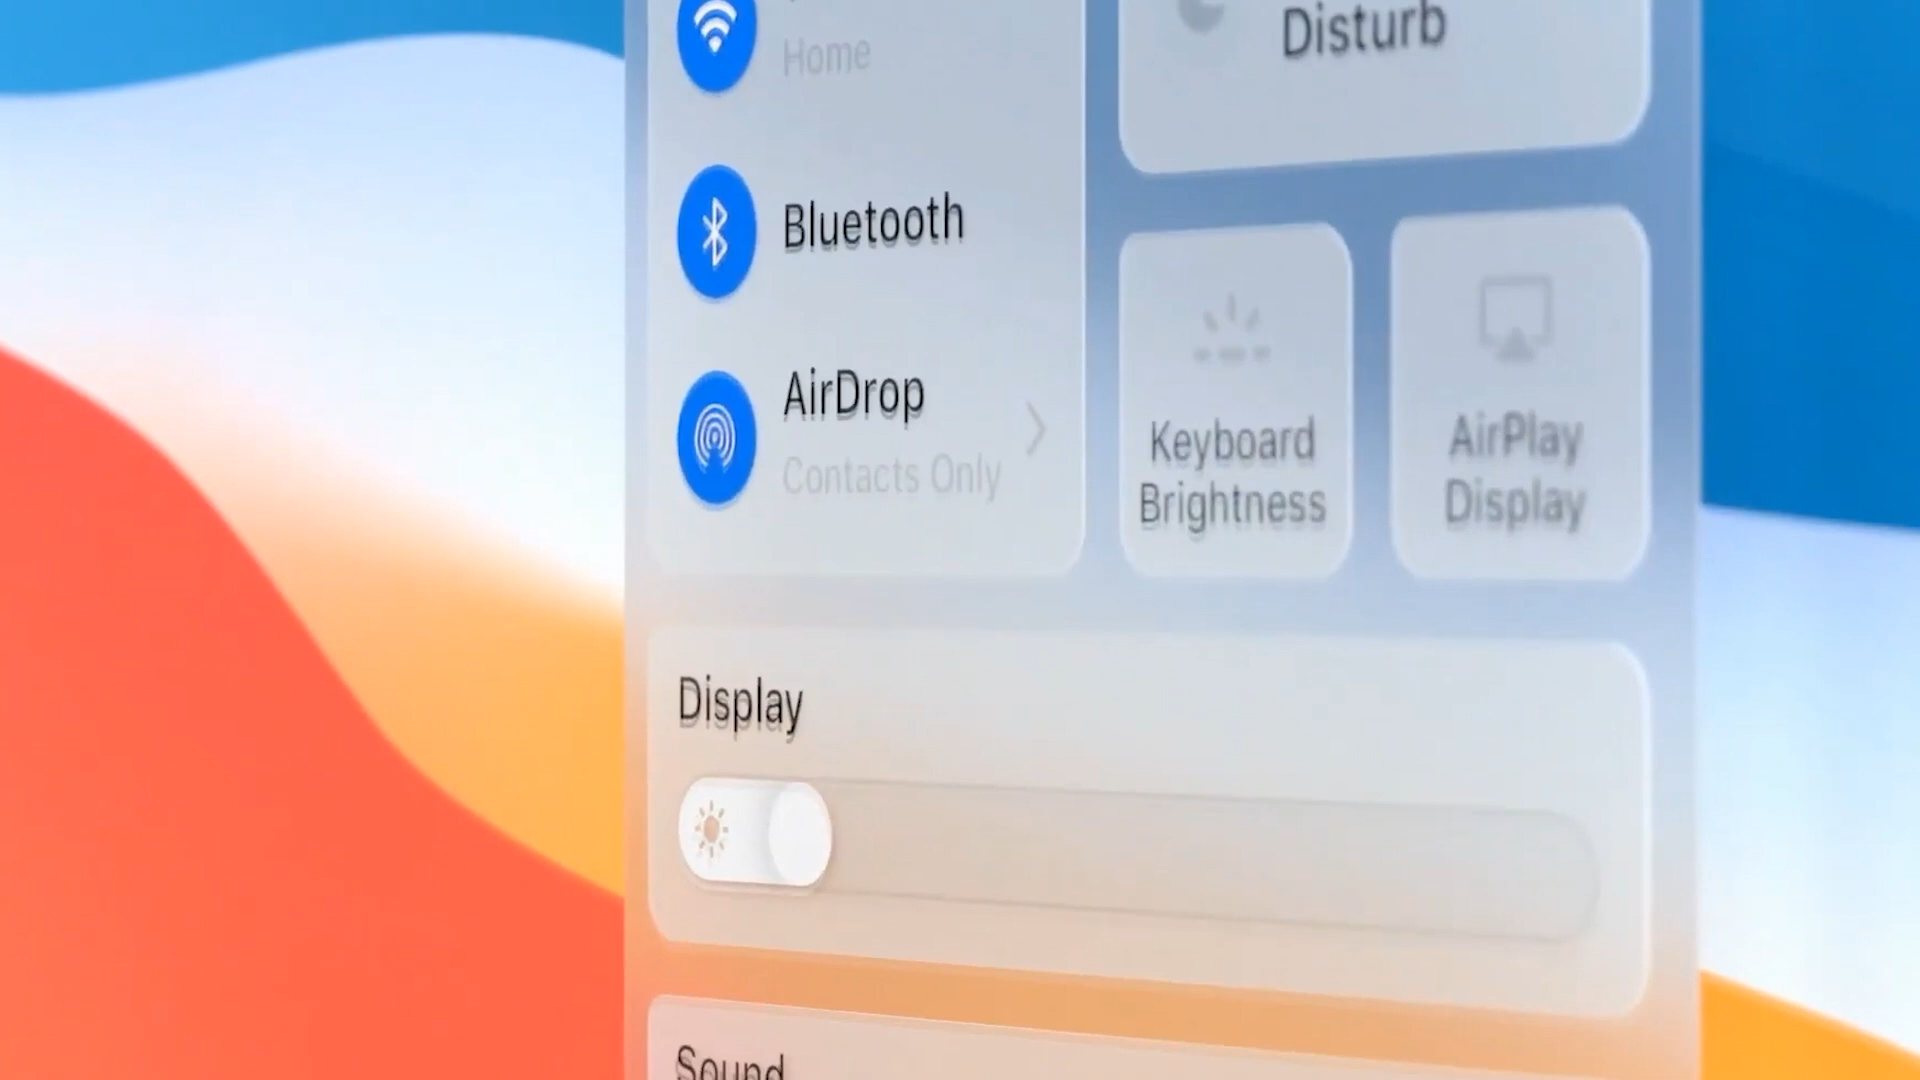 Home
Disturb
Bluetooth
AirDrop
Contacts Only
Keyboard
Brightness
AirPlay
Display
Display
Sound